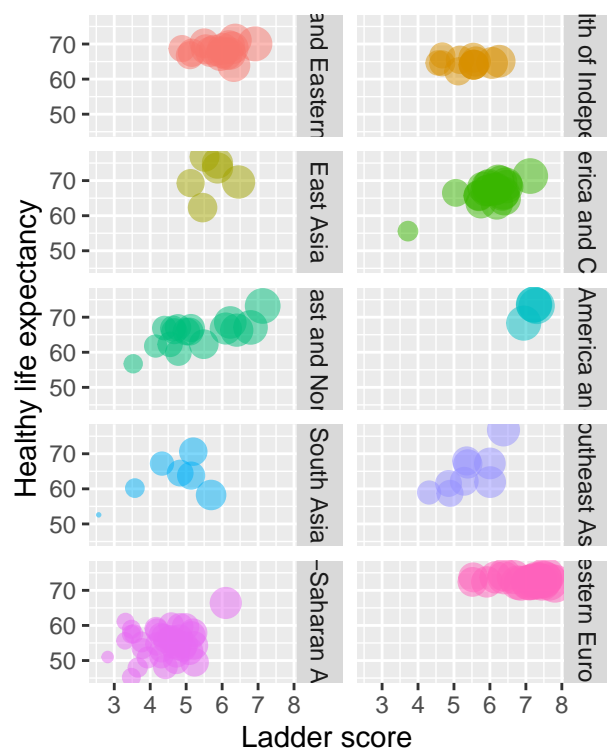 70
60
50
and Eastern
lth of Indepe
70
60
50
East Asia
erica and C
Healthy life expectancy
70
60
50
ast and Nor
America an
70
60
50
South Asia
outheast As
70
60
50
-Saharan A
estern Euro
3 4 5 6 7 8
3 4 5 6 7 8
Ladder score